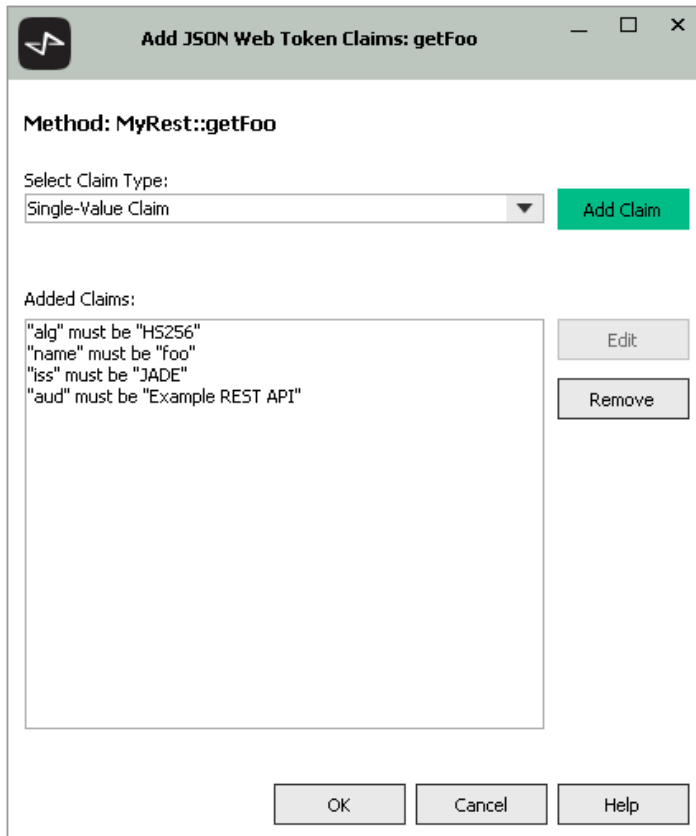 Add JSON Web Token Claims: getFoo
Method: MyRest::getFoo
Select Claim Type:
Single-Value Claim
Add Claim
Added Claims:
"alg" must be "HS256"
"name" must be "foo"
"iss" must be "JADE"
"aud" must be "Example REST API"
Edit
Remove
OK
Cancel
Help